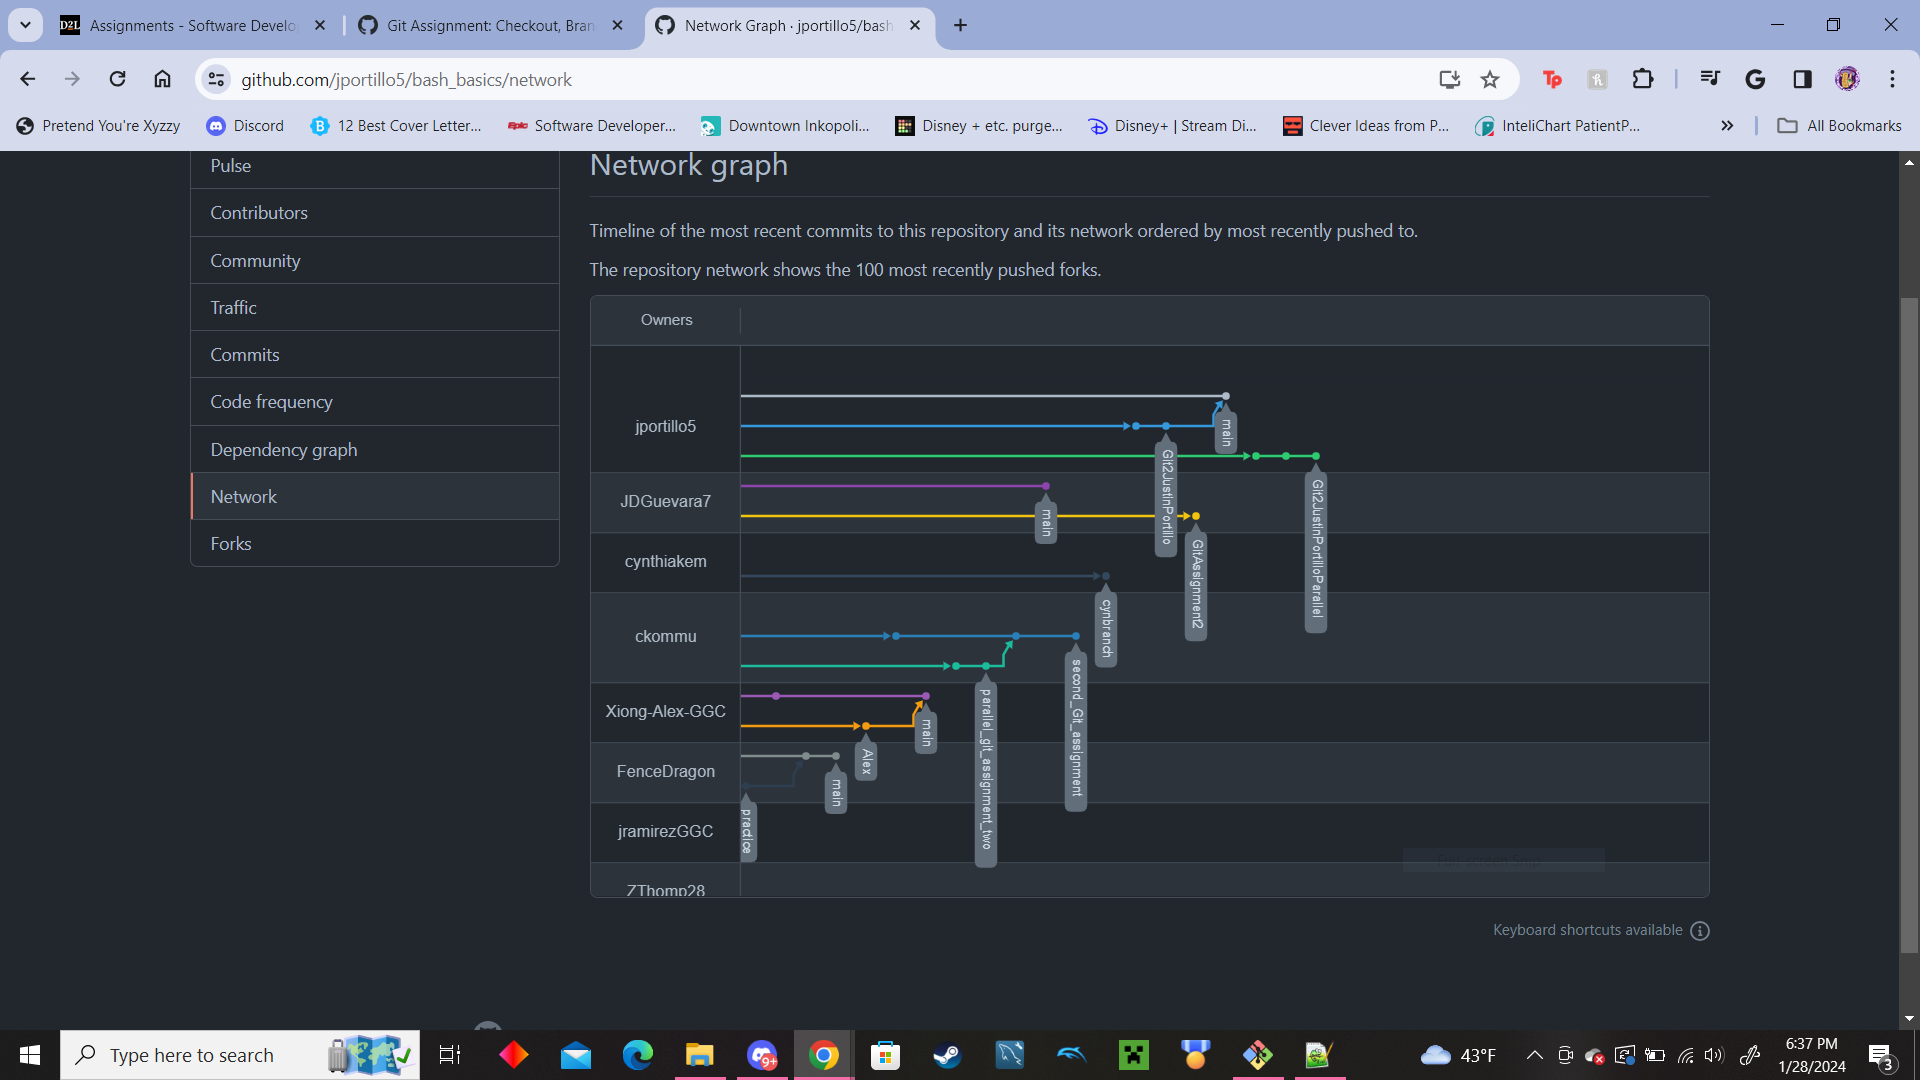 Assignments - Software Develo
Git Assignment: Checkout, Bran
Network Graph · jportillo5/bash
github.com/jportillo5/bash_basics/network
Pretend You're Xyzzy
Discord
12 Best Cover Letter...
Software Developer...
Downtown Inkopoli...
Disney + etc. purge...
Disney+ | Stream Di...
Clever Ideas from P...
InteliChart PatientP...
All Bookmarks
Pulse
Contributors
Community
Traffic
Commits
Code frequency
Dependency graph
Network
Forks
Network graph
Timeline of the most recent commits to this repository and its network ordered by most recently pushed to.
The repository network shows the 100 most recently pushed forks.
Owners
jportillo5
main
Git2JustinPortillo
Git2JustinPortilloParallel
JDGuevara7
main
GitAssignment2
cynthiakem
cynbranch
ckommu
second_Git_assignment
parallel_git_assignment_two
Xiong-Alex-GGC
main
Alex
FenceDragon
main
practice
jramirezGGC
ZThomp28
Keyboard shortcuts available
Type here to search
9+
43°F
6:37 PM
1/28/2024
3